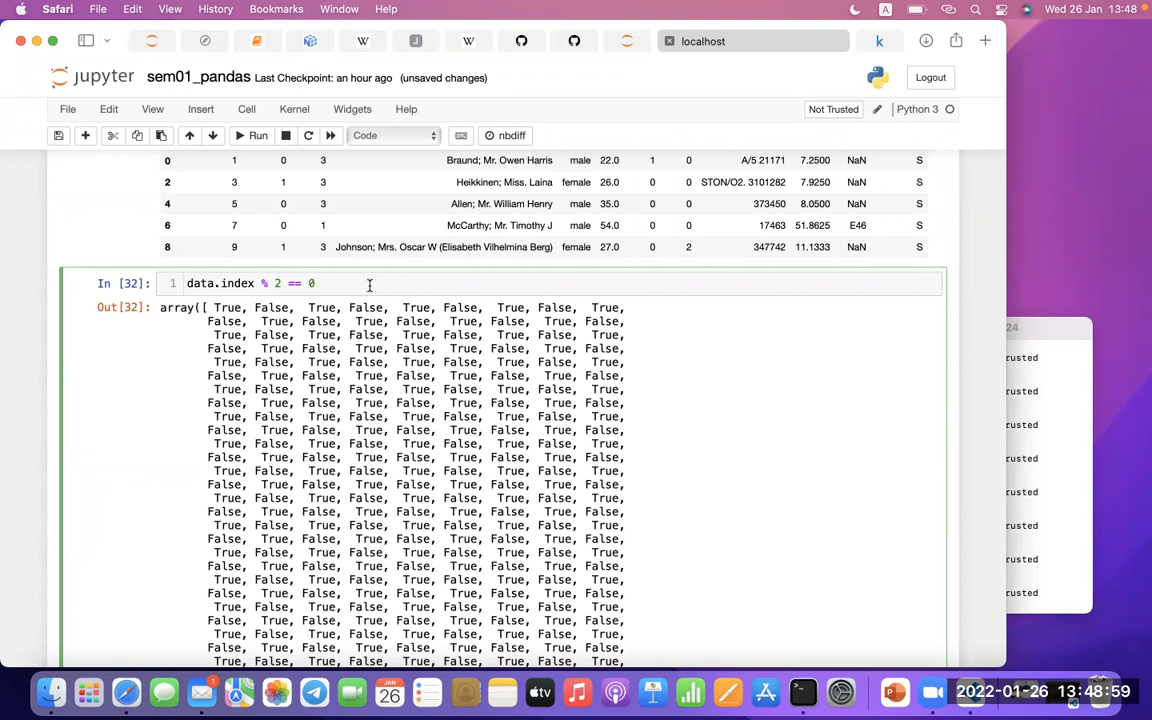 Safari File Edit View History Bookmarks Window Help A Wed 26 Jan 13:48
W J W localhost k
jupyter sem01_pandas Last Checkpoint: an hour ago (unsaved changes) Logout
File Edit View Insert Cell Kernel Widgets Help Not Trusted Python 3
Run Code nbdiff
0 1 0 3 Braund; Mr. Owen Harris male 22.0 1 0 A/5 21171 7.2500 NaN S
2 3 1 3 Heikkinen; Miss. Laina female 26.0 0 0 STON/O2. 3101282 7.9250 NaN S
4 5 0 3 Allen; Mr. William Henry male 35.0 0 0 373450 8.0500 NaN S
6 7 0 1 McCarthy; Mr. Timothy J male 54.0 0 0 17463 51.8625 E46 S
8 9 1 3 Johnson; Mrs. Oscar W (Elisabeth Vilhelmina Berg) female 27.0 0 2 347742 11.1333 NaN S
In [32]: 1 data.index % 2 == 0
Out[32]: array([ True, False, True, False, True, False, True, False, True,
False, True, False, True, False, True, False, True, False,
True, False, True, False, True, False, True, False, True,
False, True, False, True, False, True, False, True, False,
True, False, True, False, True, False, True, False, True,
False, True, False, True, False, True, False, True, False,
True, False, True, False, True, False, True, False, True,
False, True, False, True, False, True, False, True, False,
True, False, True, False, True, False, True, False, True,
False, True, False, True, False, True, False, True, False,
True, False, True, False, True, False, True, False, True,
False, True, False, True, False, True, False, True, False,
True, False, True, False, True, False, True, False, True,
False, True, False, True, False, True, False, True, False,
True, False, True, False, True, False, True, False, True,
False, True, False, True, False, True, False, True, False,
True, False, True, False, True, False, True, False, True,
False, True, False, True, False, True, False, True, False,
True, False, True, False, True, False, True, False, True,
False, True, False, True, False, True, False, True, False,
True, False, True, False, True, False, True, False, True,
False, True, False, True, False, True, False, True, False,
True, False, True, False, True, False, True, False, True,
False, True, False, True, False, True, False, True, False,
True, False, True, False, True, False, True, False, True,
False, True, False, True, False, True, False, True, False,
True, False, True, False, True, False, True, False, True,
24
rusted
rusted
rusted
rusted
rusted
rusted
rusted
rusted
1
JAN
26
tv
2022-01-26 13:48:59